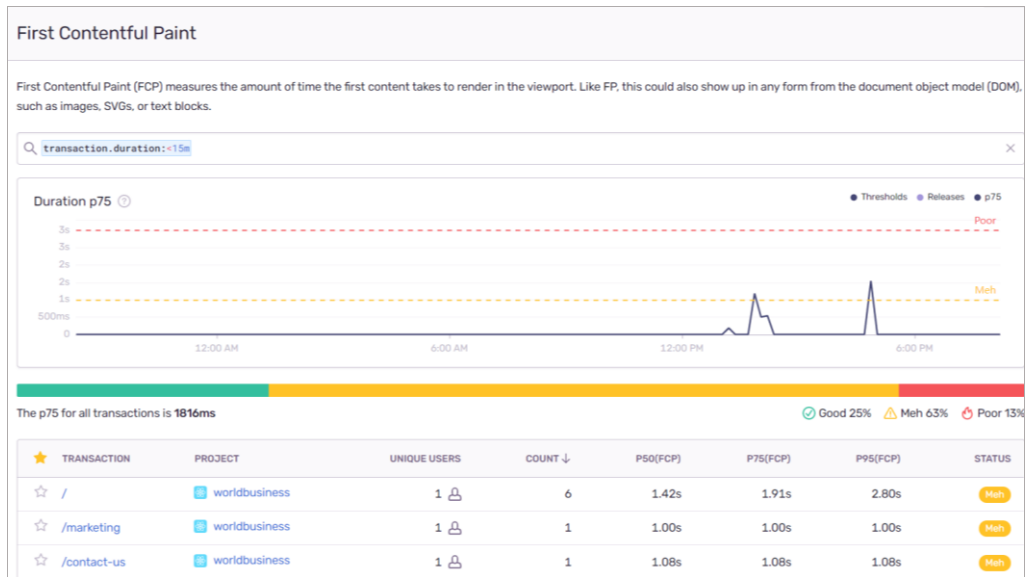 First Contentful Paint
First Contentful Paint (FCP) measures the amount of time the first content takes to render in the viewport. Like FP, this could also show up in any form from the document object model (DOM),
such as images, SVGs, or text blocks.
transaction.duration:<15m
Duration p75
Thresholds Releases p75
Poor
3s
3s
2s
2s
Meh
1s
500ms
0
12:00 AM 6:00 AM 12:00 PM 6:00 PM
The p75 for all transactions is 1816ms Good 25% Meh 63% Poor 13%
TRANSACTION PROJECT UNIQUE USERS COUNT P50(FCP) P75(FCP) P95(FCP) STATUS
/ worldbusiness 1 6 1.42s 1.91s 2.80s Meh
/marketing worldbusiness 1 1 1.00s 1.00s 1.00s Meh
/contact-us worldbusiness 1 1 1.08s 1.08s 1.08s Meh